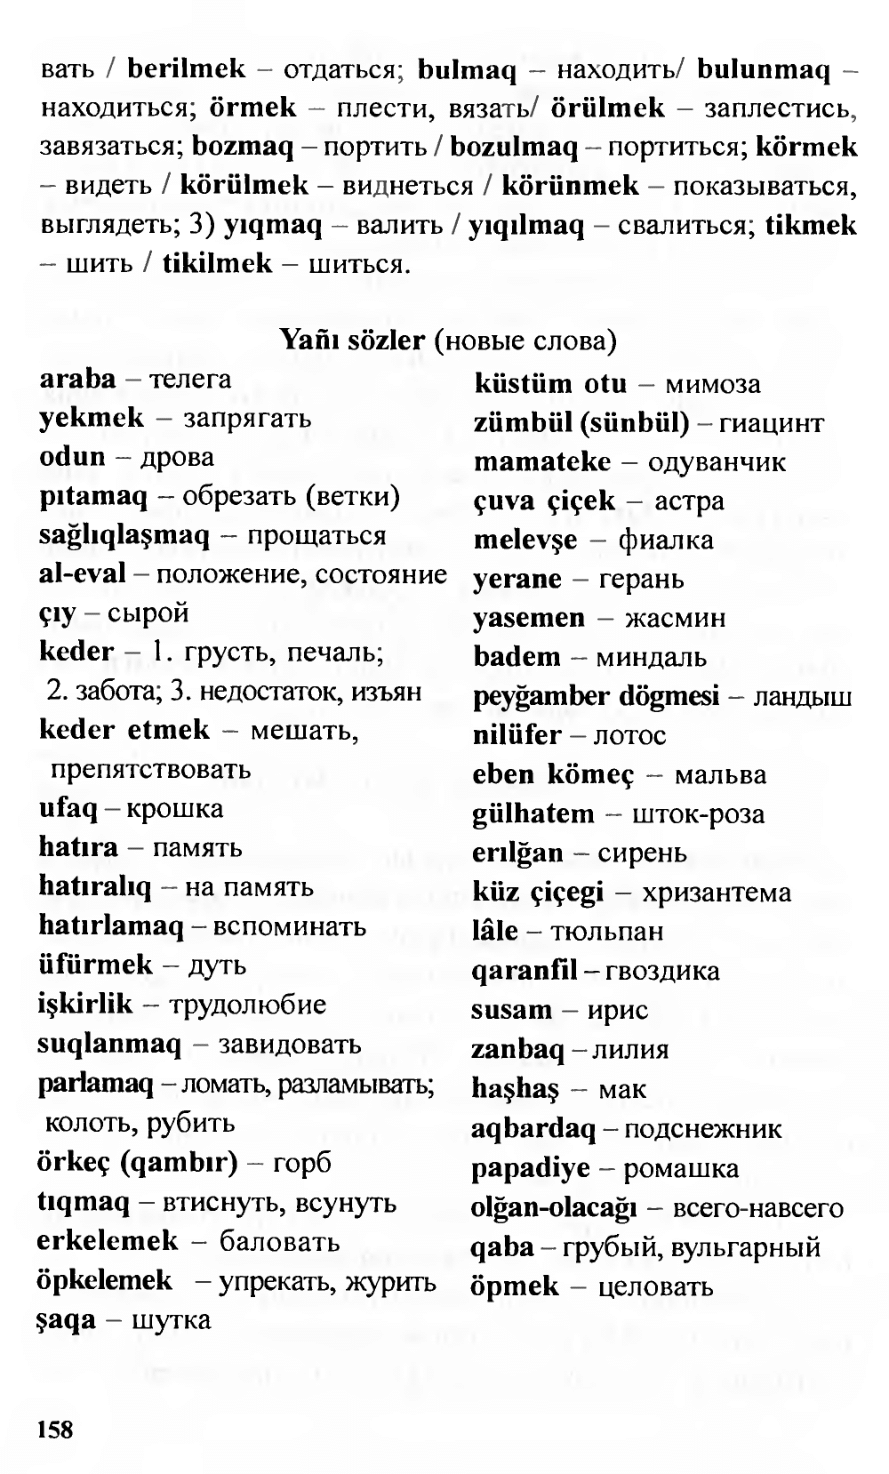 вать / berilmek – отдаться; bulmaq – находить/ bulunmaq –
находиться; örmek – плести, вязать/ örülmek – заплестись,
завязаться; bozmaq – портить / bozulmaq – портиться; körmek
– видеть / körülmek – виднеться / körünmek – показываться,
выглядеть; 3) yıqmaq – валить / yıqılmaq – свалиться; tikmek
– шить / tikilmek – шиться.
Yañı sözler (новые слова)
araba – телега
yekmek – запрягать
odun – дрова
pıtamaq – обрезать (ветки)
sağlıqlaşmaq – прощаться
al-eval – положение, состояние
çıy – сырой
keder – 1. грусть, печаль;
2. забота; 3. недостаток, изъян
keder etmek – мешать,
препятствовать
ufaq – крошка
hatıra – память
hatıralıq – на память
hatırlamaq – вспоминать
üfürmek – дуть
işkirlik – трудолюбие
suqlanmaq – завидовать
parlamaq – ломать, разламывать;
колоть, рубить
örkeç (qambır) – горб
tıqmaq – втиснуть, всунуть
erkelemek – баловать
öpkelemek – упрекать, журить
şaqa – шутка
küstüm otu – мимоза
zümbül (sünbül) – гиацинт
mamateke – одуванчик
çuva çiçek – астра
melevşe – фиалка
yerane – герань
yasemen – жасмин
badem – миндаль
peyğamber dögmesi – ландыш
nilüfer – лотос
eben kömeç – мальва
gülhatem – шток-роза
erılğan – сирень
küz çiçegi – хризантема
lâle – тюльпан
qaranfil – гвоздика
susam – ирис
zanbaq – лилия
haşhaş – мак
aqbardaq – подснежник
papadiye – ромашка
olğan-olacağı – всего-навсего
qaba – грубый, вульгарный
öpmek – целовать
158